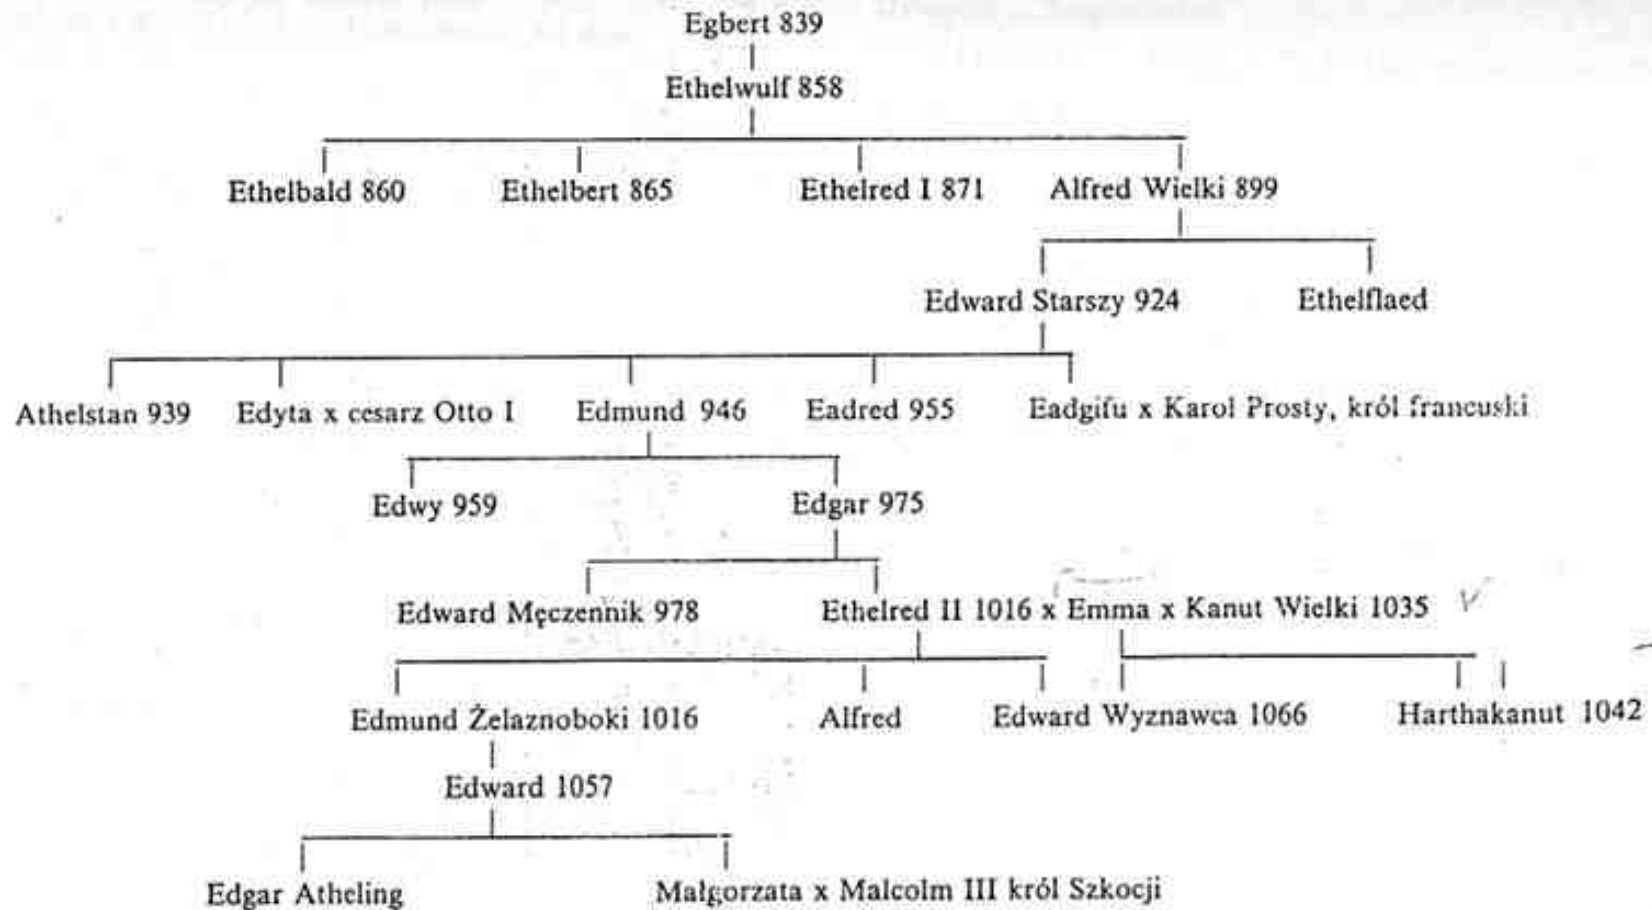 Egbert 839
Ethelwulf 858
Ethelbald 860 Ethelbert 865 Ethelred I 871 Alfred Wielki 899
Edward Starszy 924 Ethelflaed
Athelstan 939 Edyta x cesarz Otto I Edmund 946 Eadred 955 Eadgifu x Karol Prosty, król francuski
Edwy 959 Edgar 975
Edward Męczennik 978 Ethelred II 1016 x Emma x Kanut Wielki 1035
Edmund Żelaznoboki 1016 Alfred Edward Wyznawca 1066 Harthakanut 1042
Edward 1057
Edgar Atheling Małgorzata x Malcolm III król Szkocji